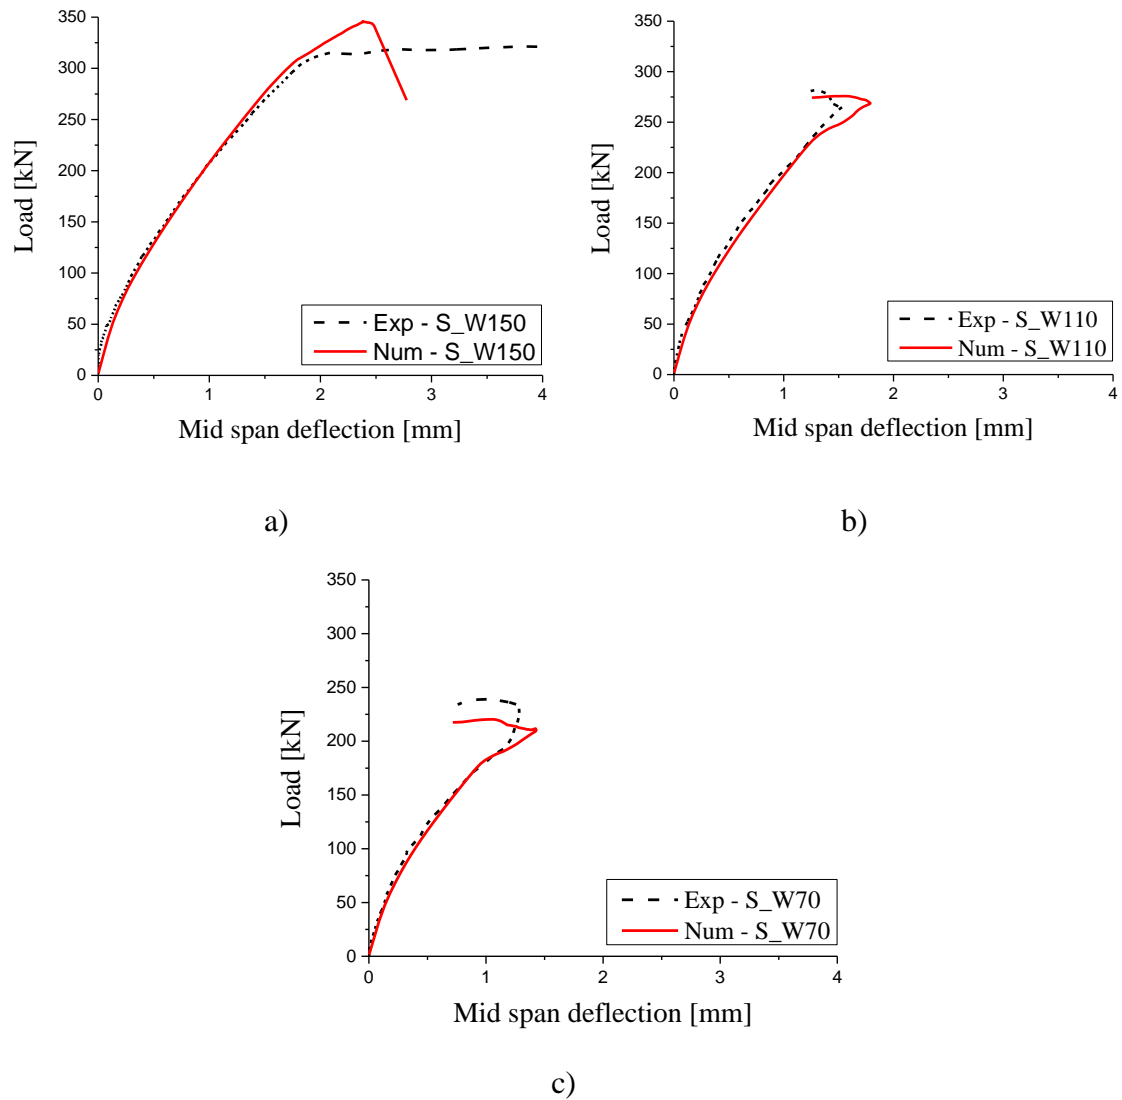 350
300
250
200
150
100
50
0
Load [kN]
0 1 2 3 4
Mid span deflection [mm]
Exp - S_W150
Num - S_W150
a)
350
300
250
200
150
100
50
0
Load [kN]
0 1 2 3 4
Mid span deflection [mm]
Exp - S_W110
Num - S_W110
b)
350
300
250
200
150
100
50
0
Load [kN]
0 1 2 3 4
Mid span deflection [mm]
Exp - S_W70
Num - S_W70
c)